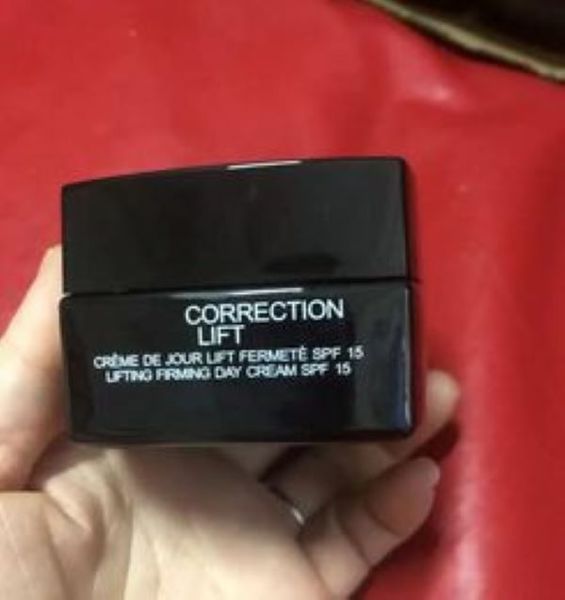 CORRECTION
LIFT
CRÈME DE JOUR LIFT FERMETÉ SPF 15
LIFTING FIRMING DAY CREAM SPF 15